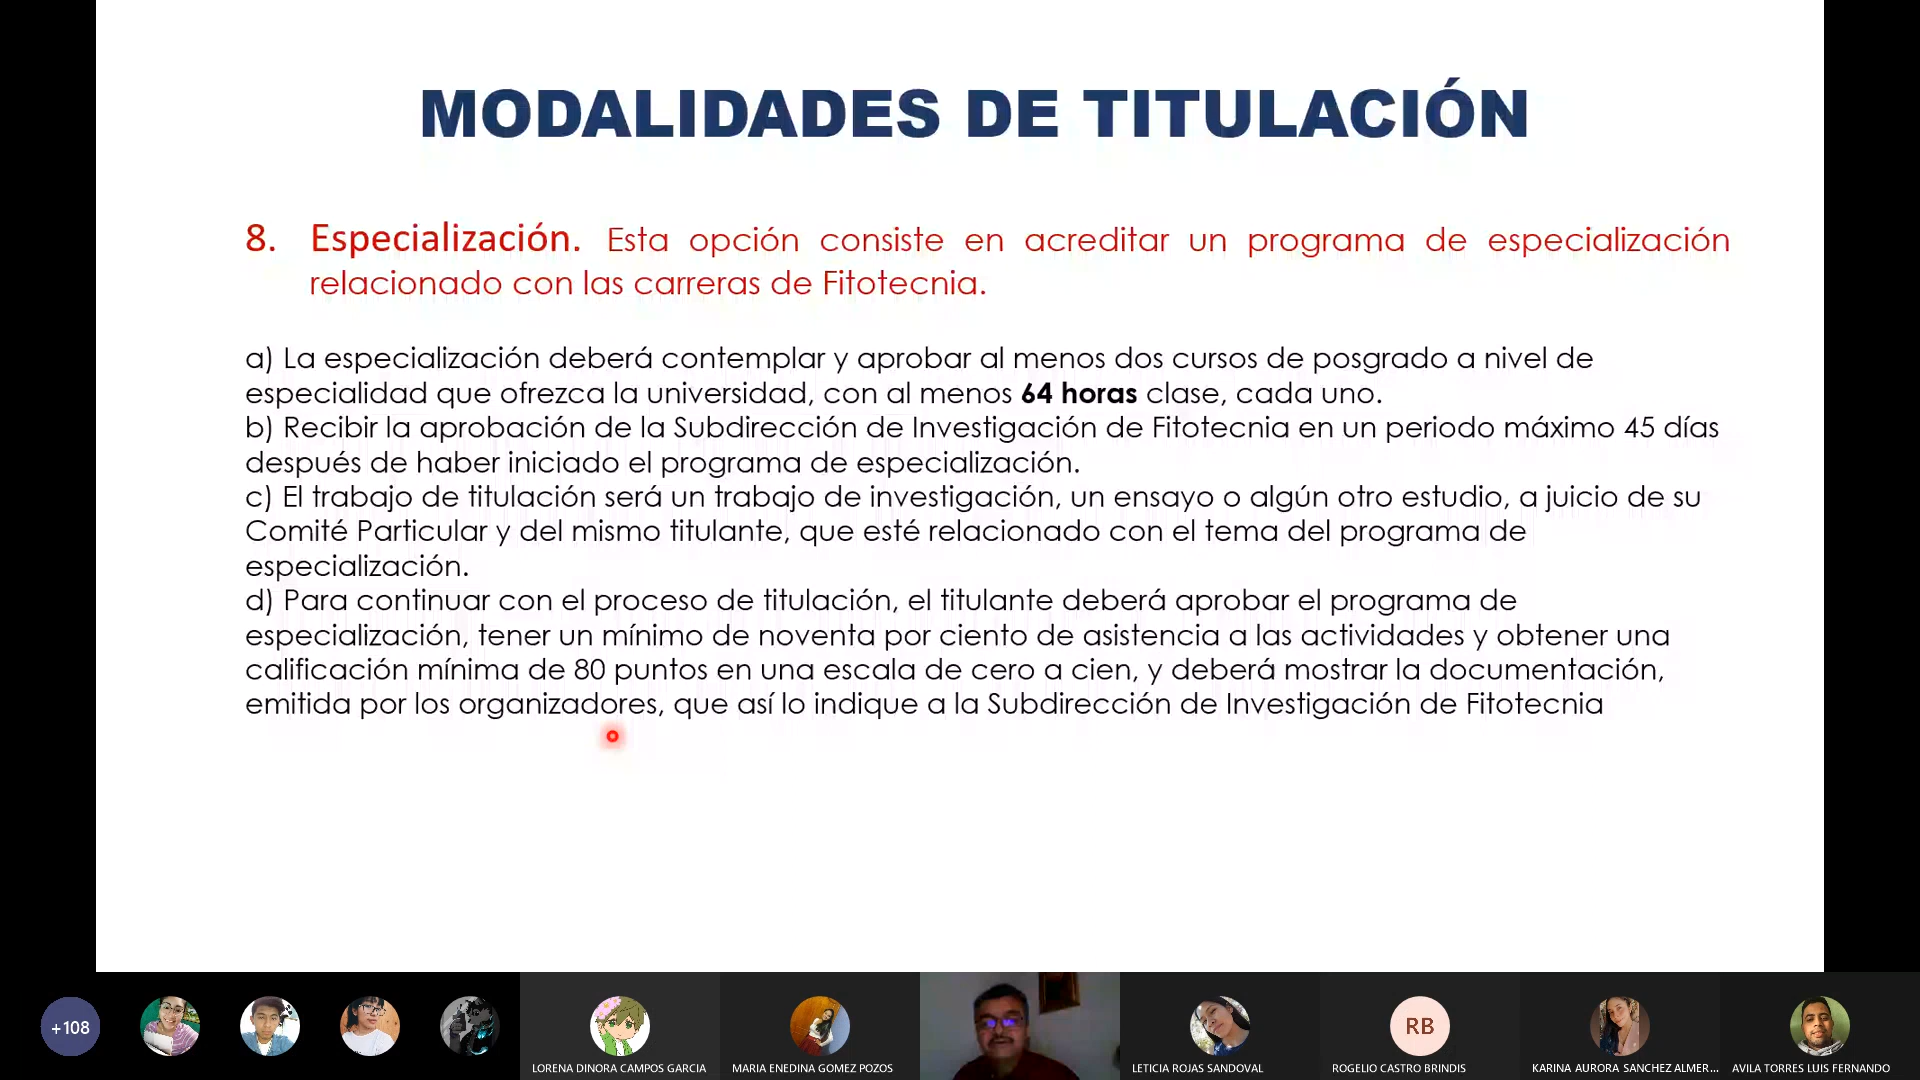 MODALIDADES DE TITULACIÓN
8. Especialización. Esta opción consiste en acreditar un programa de especialización
relacionado con las carreras de Fitotecnia.
a) La especialización deberá contemplar y aprobar al menos dos cursos de posgrado a nivel de
especialidad que ofrezca la universidad, con al menos 64 horas clase, cada uno.
b) Recibir la aprobación de la Subdirección de Investigación de Fitotecnia en un periodo máximo 45 días
después de haber iniciado el programa de especialización.
c) El trabajo de titulación será un trabajo de investigación, un ensayo o algún otro estudio, a juicio de su
Comité Particular y del mismo titulante, que esté relacionado con el tema del programa de
especialización.
d) Para continuar con el proceso de titulación, el titulante deberá aprobar el programa de
especialización, tener un mínimo de noventa por ciento de asistencia a las actividades y obtener una
calificación mínima de 80 puntos en una escala de cero a cien, y deberá mostrar la documentación,
emitida por los organizadores, que así lo indique a la Subdirección de Investigación de Fitotecnia
+108
RB
LORENA DINORA CAMPOS GARCIA
MARIA ENEDINA GOMEZ POZOS
LETICIA ROJAS SANDOVAL
ROGELIO CASTRO BRINDIS
KARINA AURORA SANCHEZ ALMER...
AVILA TORRES LUIS FERNANDO